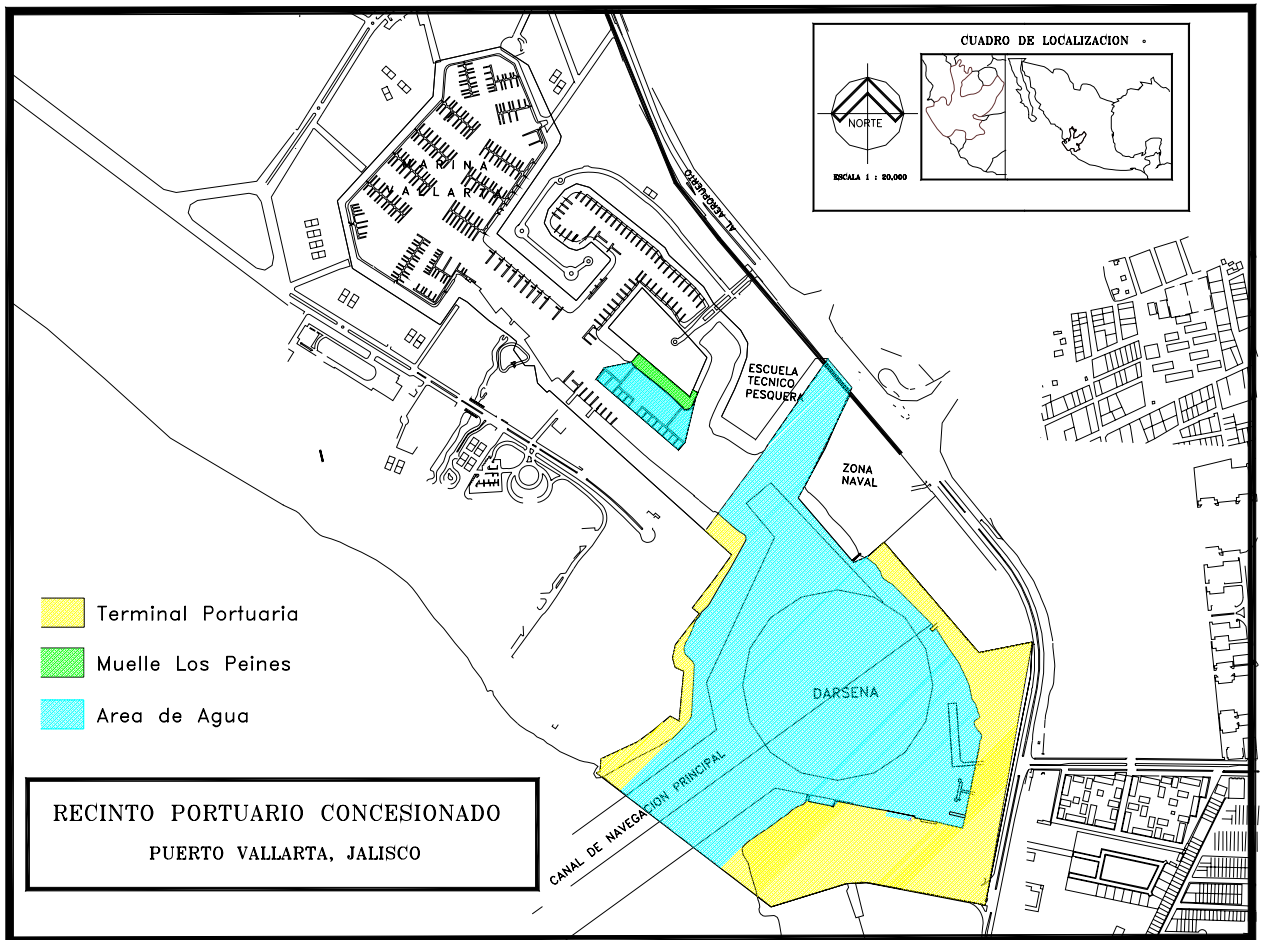 CUADRO DE LOCALIZACION
NORTE
ESCALA 1 : 20,000
MARINA
VALLARTA
AL AEROPUERTO
ESCUELA
TECNICO
PESQUERA
ZONA
NAVAL
DARSENA
CANAL DE NAVEGACION PRINCIPAL
Terminal Portuaria
Muelle Los Peines
Area de Agua
RECINTO PORTUARIO CONCESIONADO
PUERTO VALLARTA, JALISCO